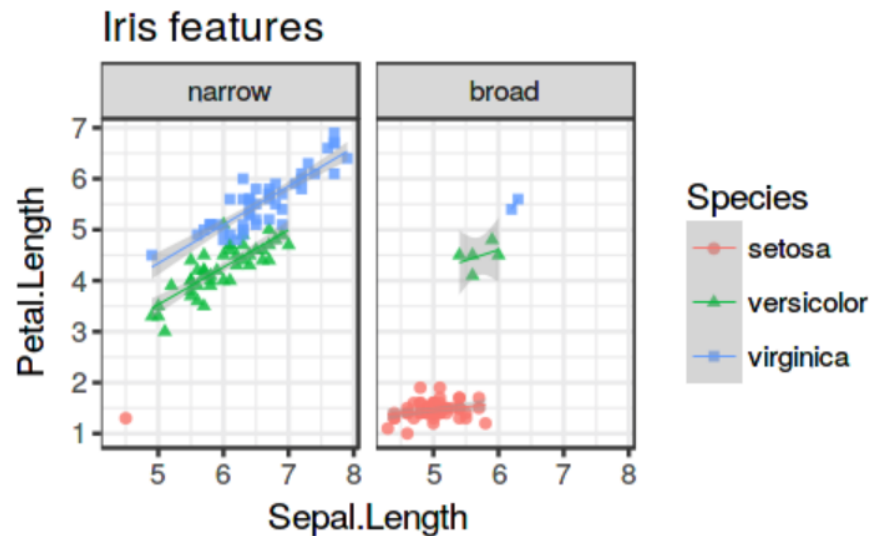 Iris features
narrow
broad
7
6
5
4
3
2
1
Petal.Length
5 6 7 8
5 6 7 8
Sepal.Length
Species
setosa
versicolor
virginica